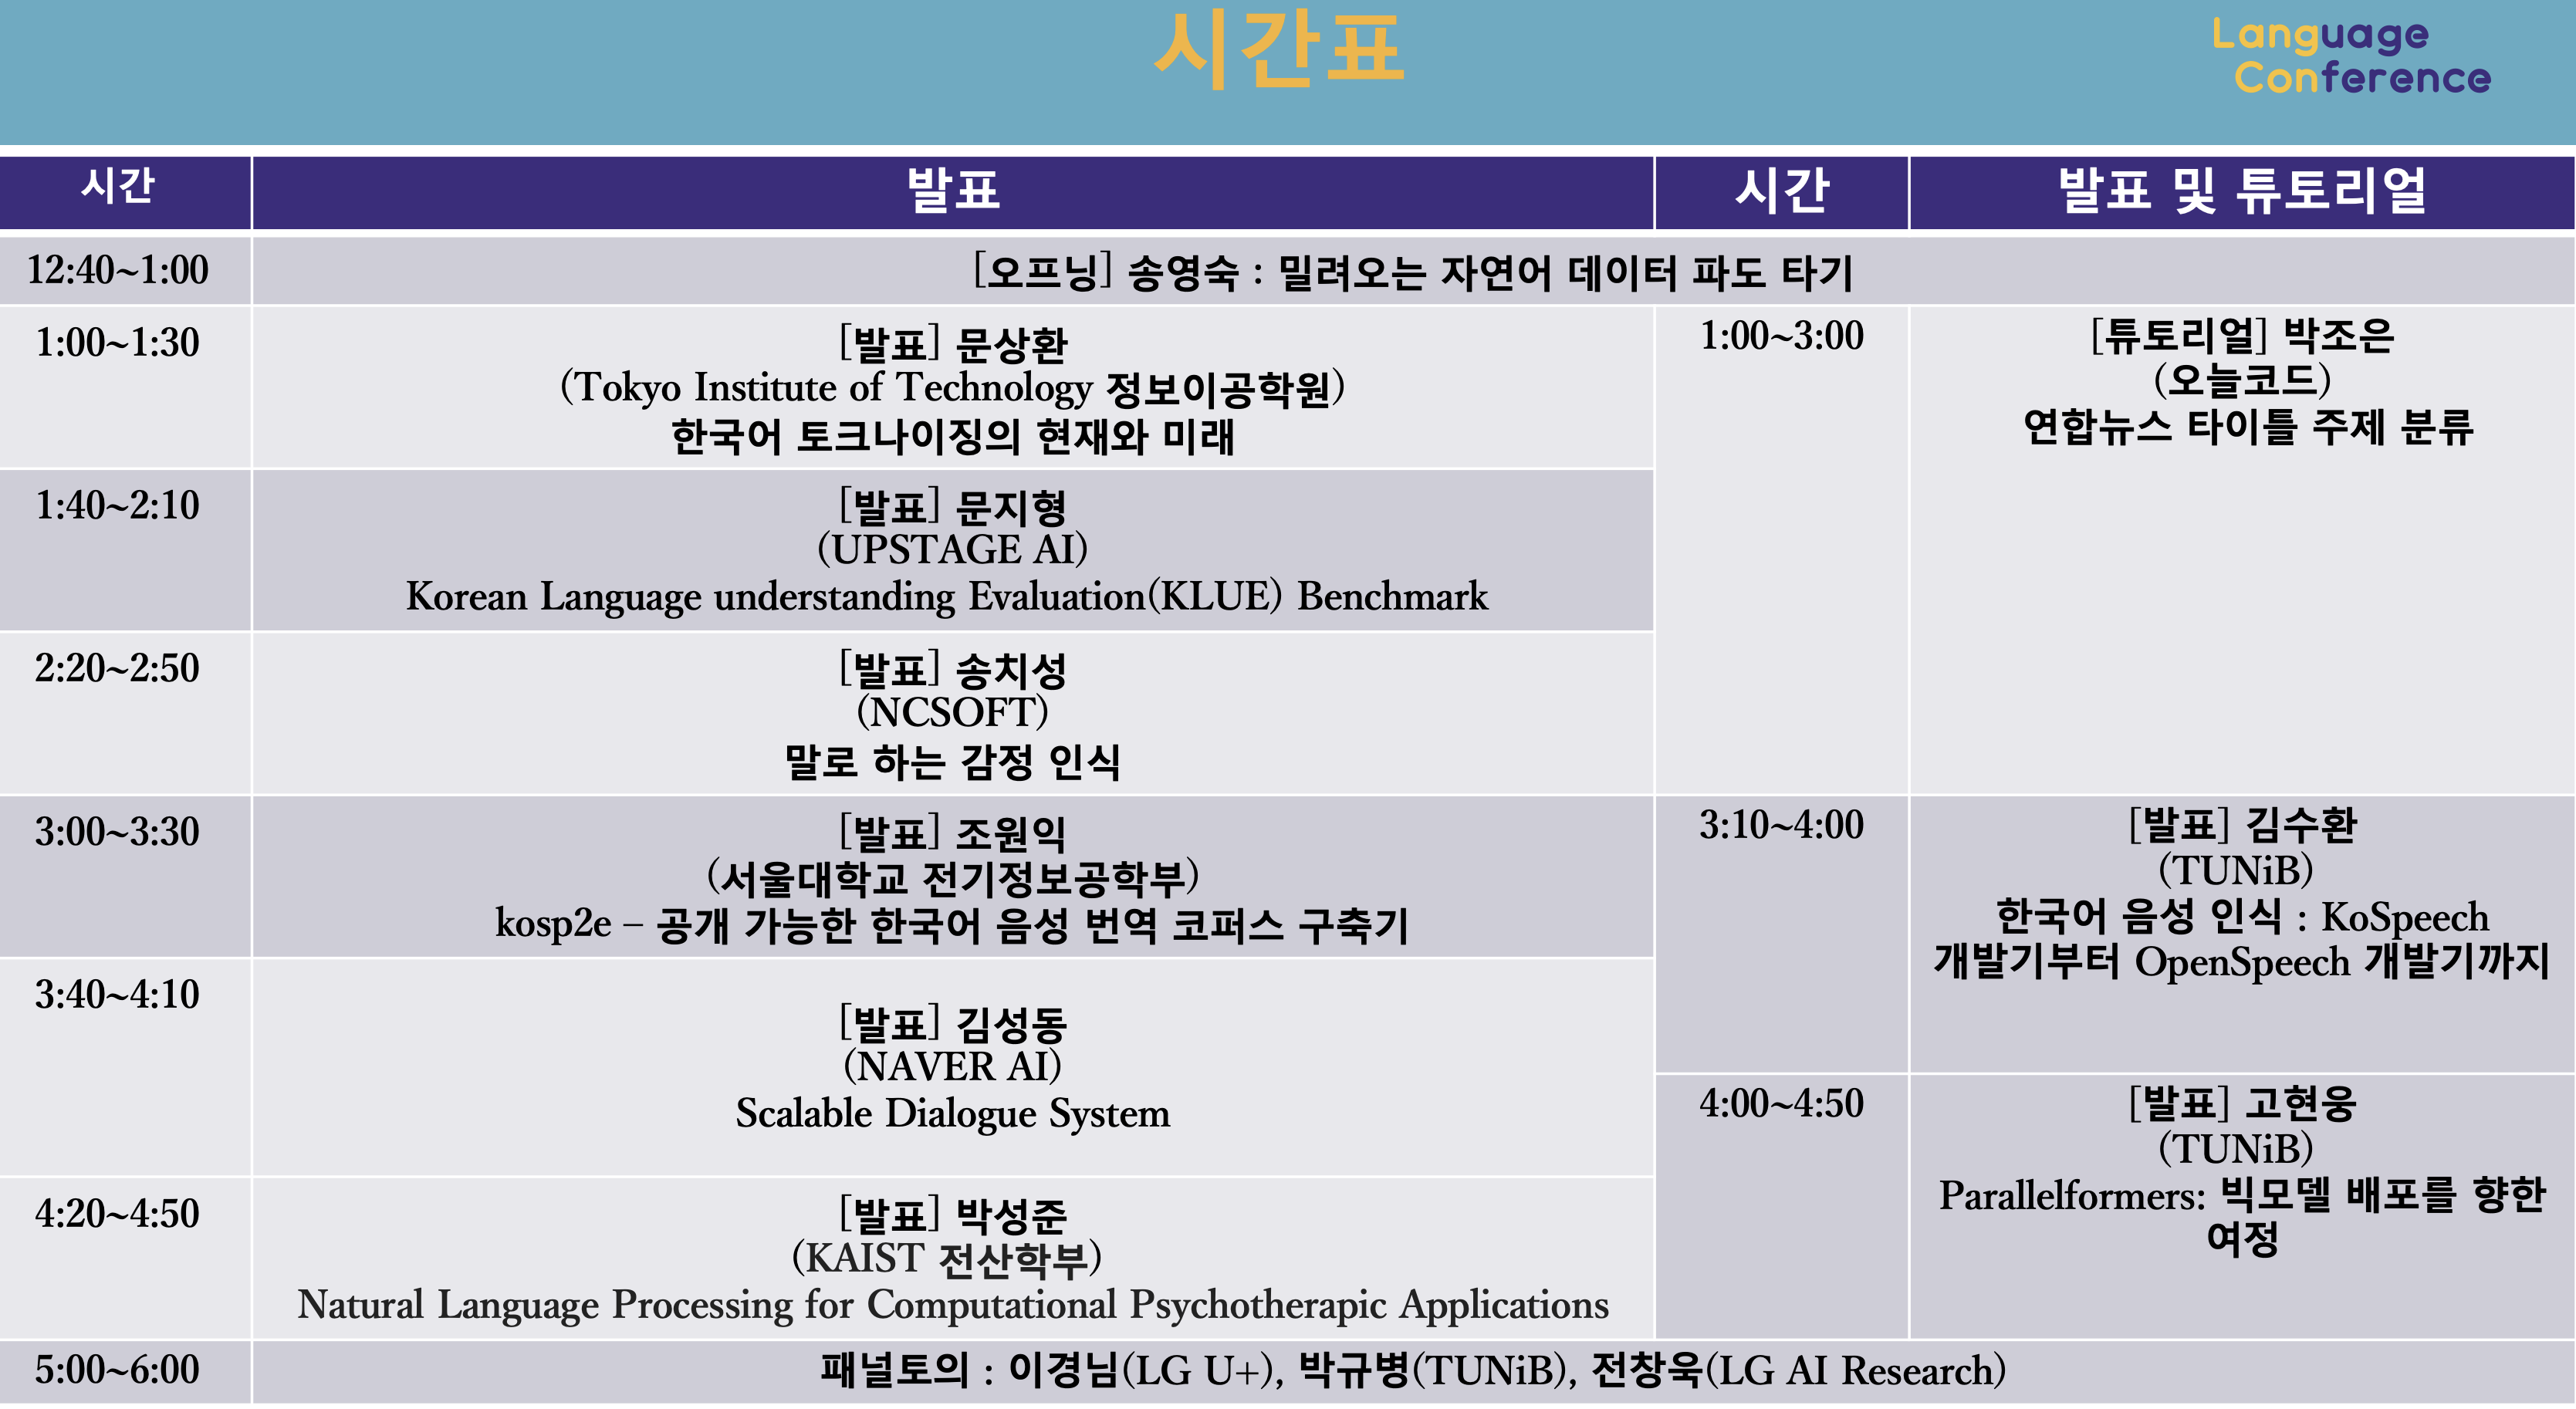 시간표
Language
Conference
시간
발표
시간
발표 및 튜토리얼
12:40~1:00
[오프닝] 송영숙 : 밀려오는 자연어 데이터 파도 타기
1:00~1:30
[발표] 문상환
(Tokyo Institute of Technology 정보이공학원)
한국어 토크나이징의 현재와 미래
1:00~3:00
[튜토리얼] 박조은
(오늘코드)
연합뉴스 타이틀 주제 분류
1:40~2:10
[발표] 문지형
(UPSTAGE AI)
Korean Language understanding Evaluation(KLUE) Benchmark
2:20~2:50
[발표] 송치성
(NCSOFT)
말로 하는 감정 인식
3:00~3:30
[발표] 조원익
(서울대학교 전기정보공학부)
kosp2e – 공개 가능한 한국어 음성 번역 코퍼스 구축기
3:10~4:00
[발표] 김수환
(TUNiB)
한국어 음성 인식 : KoSpeech
개발기부터 OpenSpeech 개발기까지
3:40~4:10
[발표] 김성동
(NAVER AI)
Scalable Dialogue System
4:00~4:50
[발표] 고현웅
(TUNiB)
Parallelformers: 빅모델 배포를 향한
여정
4:20~4:50
[발표] 박성준
(KAIST 전산학부)
Natural Language Processing for Computational Psychotherapic Applications
5:00~6:00
패널토의 : 이경님(LG U+), 박규병(TUNiB), 전창욱(LG AI Research)